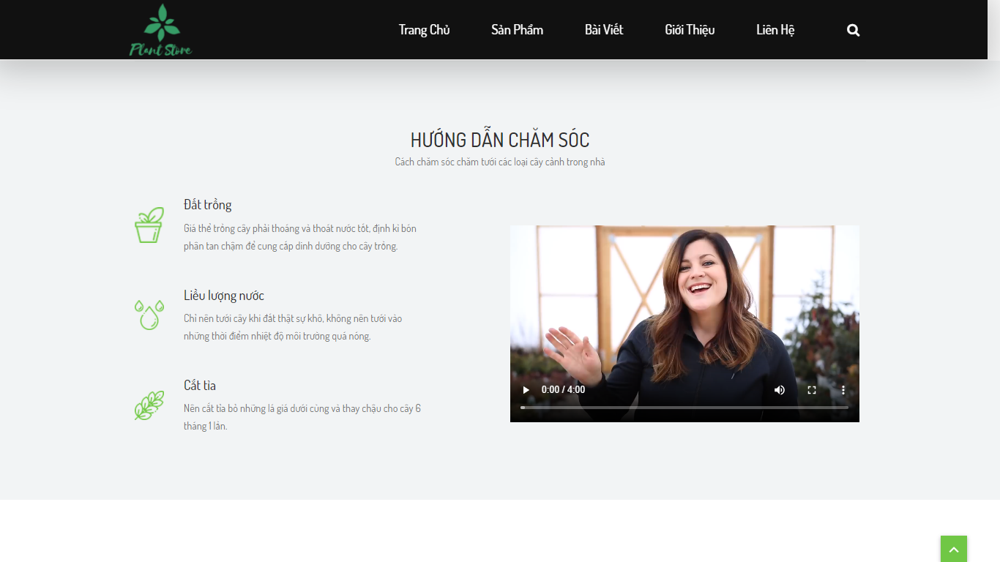 Plant Store
Trang Chủ
Sản Phẩm
Bài Viết
Giới Thiệu
Liên Hệ
HƯỚNG DẪN CHĂM SÓC
Cách chăm sóc chăm tưới các loại cây cảnh trong nhà
Đất trồng
Giá thể trồng cây phải thoáng và thoát nước tốt, định kì bón
phân tan chậm để cung cấp dinh dưỡng cho cây trồng.
Liều lượng nước
Chỉ nên tưới cây khi đất thật sự khô, không nên tưới vào
những thời điểm nhiệt độ môi trường quá nóng.
Cắt tia
Nên cắt tỉa bỏ những lá già dưới cùng và thay chậu cho cây 6
tháng 1 lần.
0:00 / 4:00